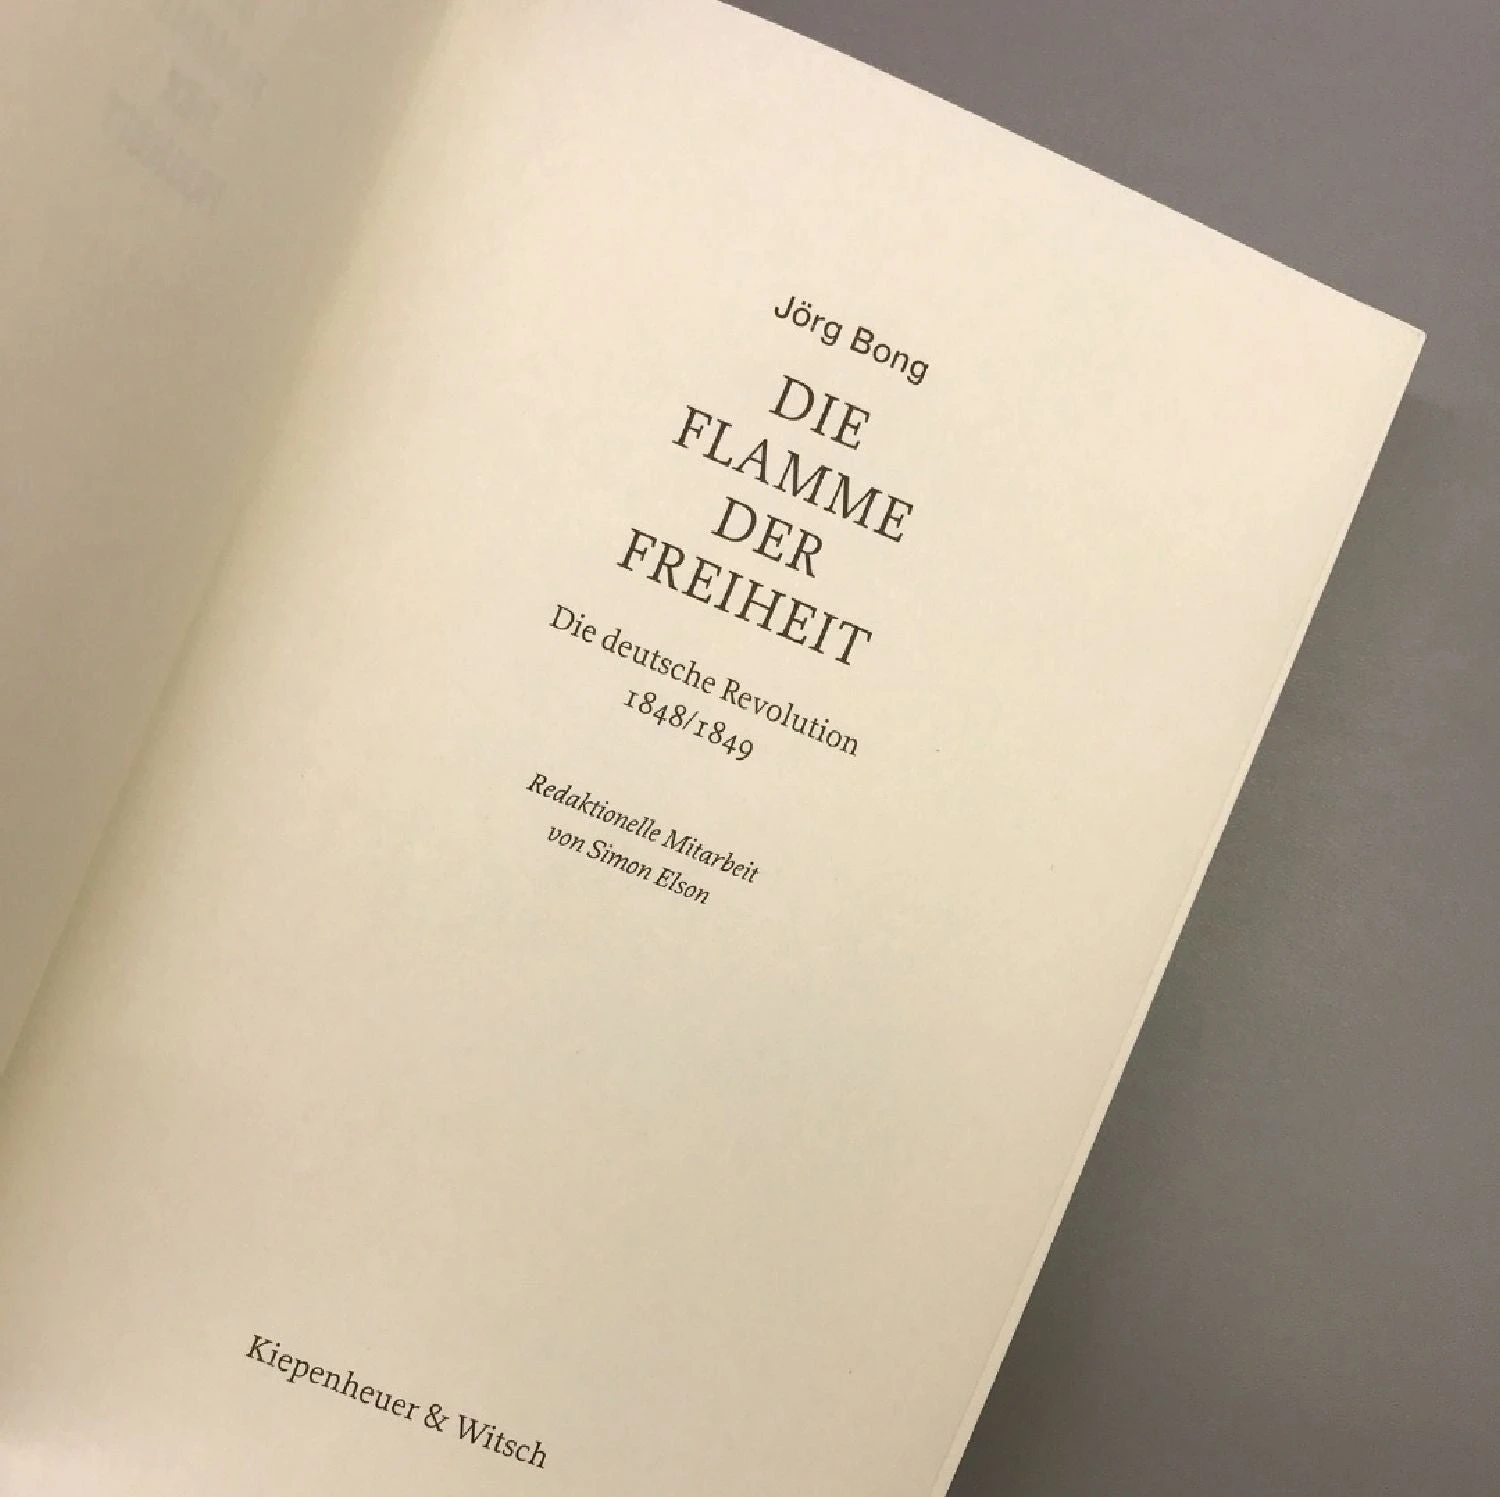 Jörg Bong
DIE
FLAMME
DER
FREIHEIT
Die deutsche Revolution
1848/1849
Redaktionelle Mitarbeit
von Simon Elson
Kiepenheuer & Witsch